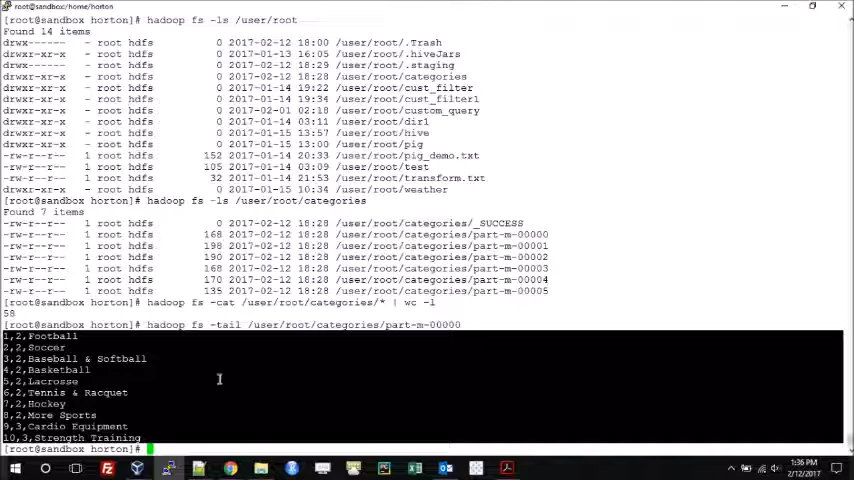 root@sandbox:/home/horton
[root@sandbox horton]# hadoop fs -ls /user/root
Found 14 items
drwx------   - root hdfs          0 2017-02-12 18:00 /user/root/.Trash
drwxr-xr-x   - root hdfs          0 2017-01-13 16:05 /user/root/.hiveJars
drwx------   - root hdfs          0 2017-02-12 18:28 /user/root/.staging
drwxr-xr-x   - root hdfs          0 2017-02-12 18:28 /user/root/categories
drwxr-xr-x   - root hdfs          0 2017-01-14 19:22 /user/root/cust_filter
drwxr-xr-x   - root hdfs          0 2017-01-14 19:34 /user/root/cust_filter1
drwxr-xr-x   - root hdfs          0 2017-02-01 02:18 /user/root/custom_query
drwxr-xr-x   - root hdfs          0 2017-01-14 03:11 /user/root/dir1
drwxr-xr-x   - root hdfs          0 2017-01-15 13:57 /user/root/hive
drwxr-xr-x   - root hdfs          0 2017-01-15 13:00 /user/root/pig
-rw-r--r--   1 root hdfs        152 2017-01-14 20:33 /user/root/pig_demo.txt
-rw-r--r--   1 root hdfs        105 2017-01-14 03:09 /user/root/test
-rw-r--r--   1 root hdfs         32 2017-01-14 21:53 /user/root/transform.txt
drwxr-xr-x   - root hdfs          0 2017-01-15 10:34 /user/root/weather
[root@sandbox horton]# hadoop fs -ls /user/root/categories
Found 7 items
-rw-r--r--   1 root hdfs          0 2017-02-12 18:28 /user/root/categories/_SUCCESS
-rw-r--r--   1 root hdfs        168 2017-02-12 18:28 /user/root/categories/part-m-00000
-rw-r--r--   1 root hdfs        198 2017-02-12 18:28 /user/root/categories/part-m-00001
-rw-r--r--   1 root hdfs        190 2017-02-12 18:28 /user/root/categories/part-m-00002
-rw-r--r--   1 root hdfs        168 2017-02-12 18:28 /user/root/categories/part-m-00003
-rw-r--r--   1 root hdfs        170 2017-02-12 18:28 /user/root/categories/part-m-00004
-rw-r--r--   1 root hdfs        135 2017-02-12 18:28 /user/root/categories/part-m-00005
[root@sandbox horton]# hadoop fs -cat /user/root/categories/* | wc -l
58
[root@sandbox horton]# hadoop fs -tail /user/root/categories/part-m-00000
1,2,Football
2,2,Soccer
3,2,Baseball & Softball
4,2,Basketball
5,2,Lacrosse
6,2,Tennis & Racquet
7,2,Hockey
8,2,More Sports
9,3,Cardio Equipment
10,3,Strength Training
[root@sandbox horton]#
1:36 PM
2/12/2017